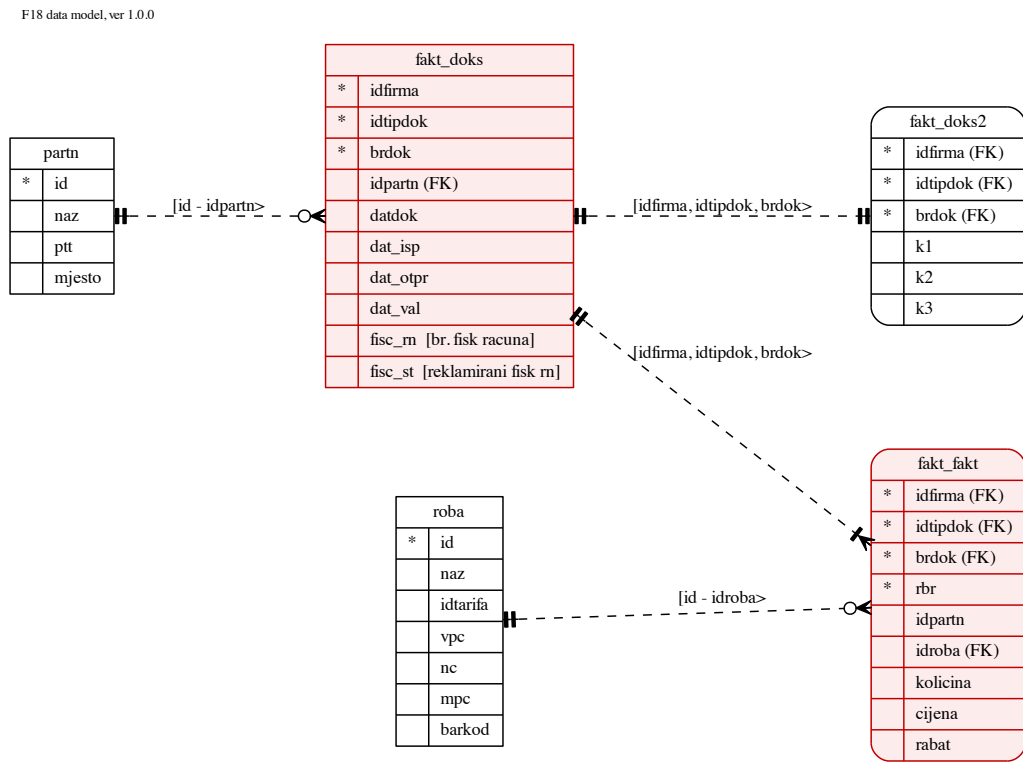 F18 data model, ver 1.0.0
fakt_doks
* idfirma
* idtipdok
* brdok
idpartn (FK)
datdok
dat_isp
dat_otpr
dat_val
fisc_rn [br. fisk racuna]
fisc_st [reklamirani fisk rn]
partn
* id
naz
ptt
mjesto
[id - idpartn>
[idfirma, idtipdok, brdok>
fakt_doks2
* idfirma (FK)
* idtipdok (FK)
* brdok (FK)
k1
k2
k3
[idfirma, idtipdok, brdok>
fakt_fakt
* idfirma (FK)
* idtipdok (FK)
* brdok (FK)
* rbr
idpartn
idroba (FK)
kolicina
cijena
rabat
roba
* id
naz
idtarifa
vpc
nc
mpc
barkod
[id - idroba>